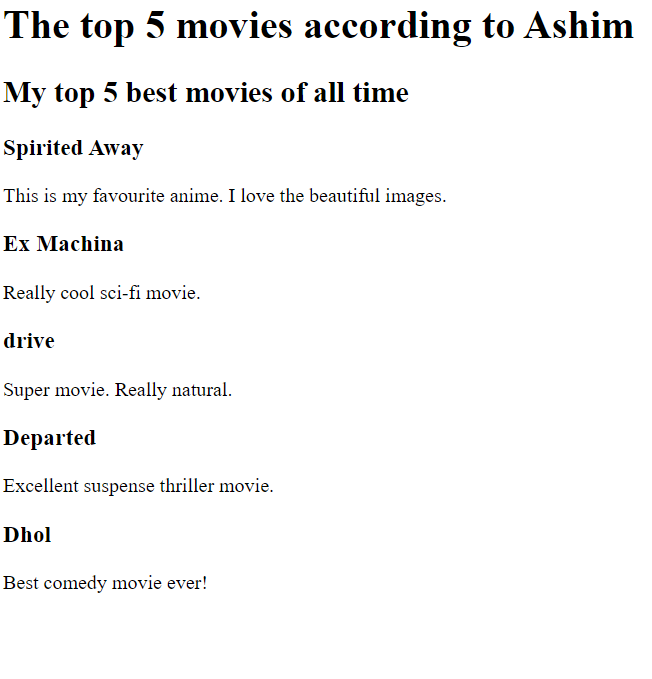 The top 5 movies according to Ashim
My top 5 best movies of all time
Spirited Away
This is my favourite anime. I love the beautiful images.
Ex Machina
Really cool sci-fi movie.
drive
Super movie. Really natural.
Departed
Excellent suspense thriller movie.
Dhol
Best comedy movie ever!